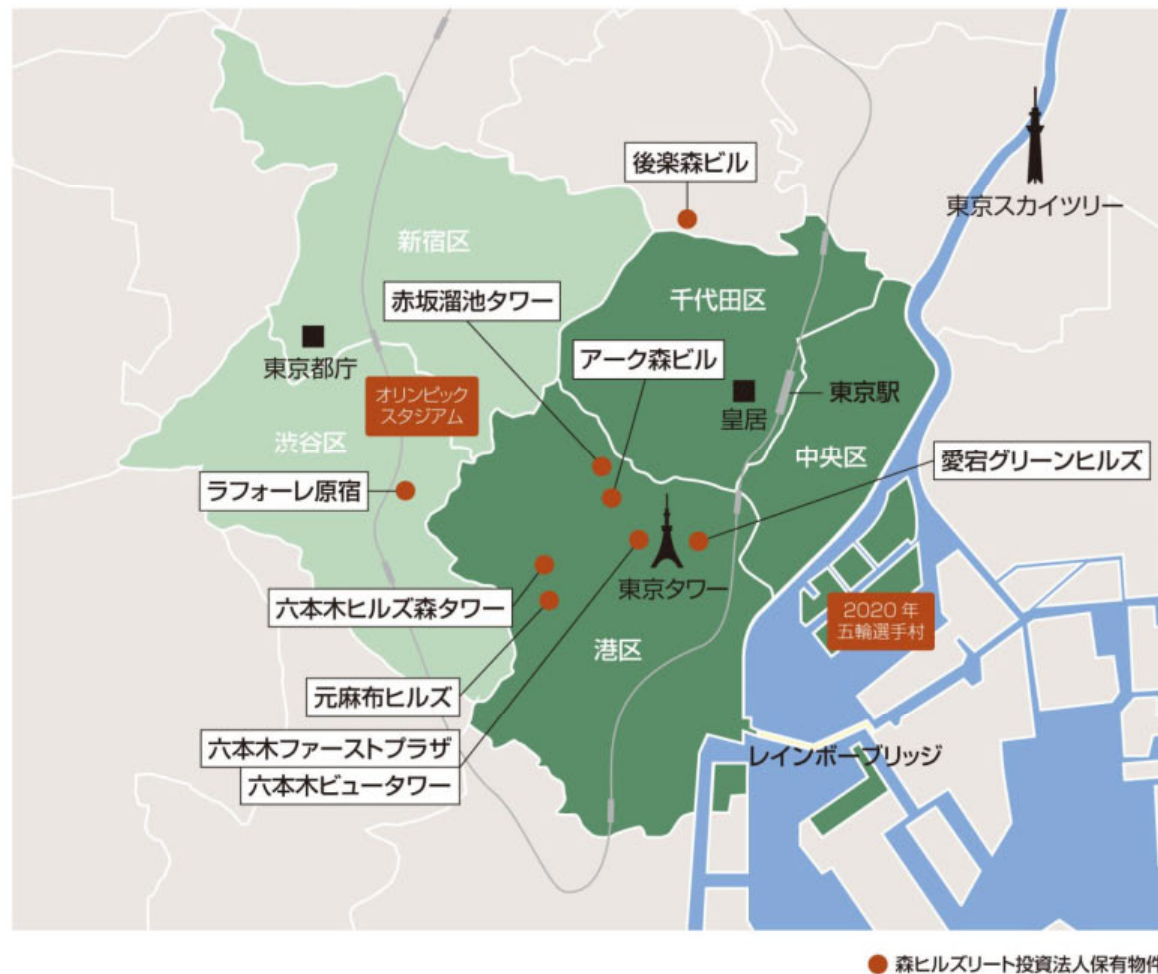 後楽森ビル
東京スカイツリー
新宿区
千代田区
赤坂溜池タワー
アーク森ビル
東京都庁
オリンピック
スタジアム
皇居
東京駅
渋谷区
中央区
愛宕グリーンヒルズ
ラフォーレ原宿
東京タワー
六本木ヒルズ森タワー
2020年
五輪選手村
港区
元麻布ヒルズ
六本木ファーストプラザ
六本木ビュータワー
レインボーブリッジ
森ヒルズリート投資法人保有物件